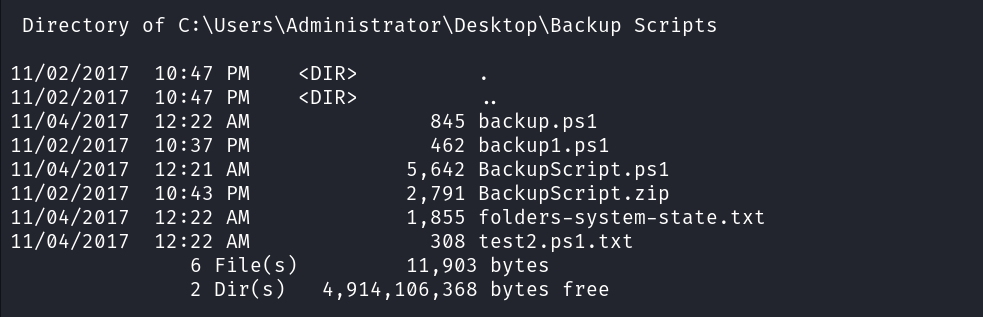 Directory of C:\Users\Administrator\Desktop\Backup Scripts
11/02/2017  10:47 PM    <DIR>          .
11/02/2017  10:47 PM    <DIR>          ..
11/04/2017  12:22 AM               845 backup.ps1
11/02/2017  10:37 PM               462 backup1.ps1
11/04/2017  12:21 AM             5,642 BackupScript.ps1
11/02/2017  10:43 PM             2,791 BackupScript.zip
11/04/2017  12:22 AM             1,855 folders-system-state.txt
11/04/2017  12:22 AM               308 test2.ps1.txt
               6 File(s)         11,903 bytes
               2 Dir(s)   4,914,106,368 bytes free